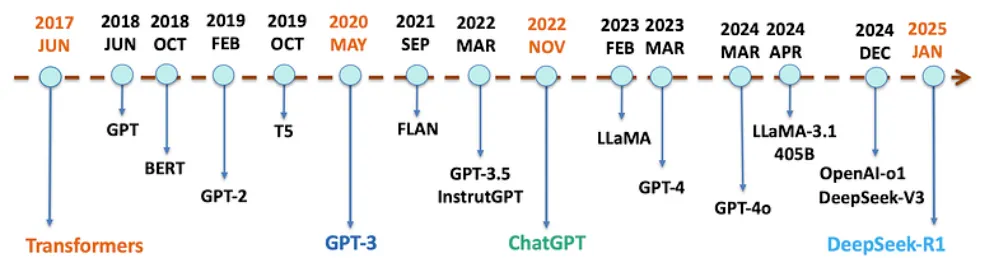 2017
JUN
2018
JUN
2018
OCT
2019
FEB
2019
OCT
2020
MAY
2021
SEP
2022
MAR
2022
NOV
2023
FEB
2023
MAR
2024
MAR
2024
APR
2024
DEC
2025
JAN
GPT
BERT
GPT-2
T5
FLAN
GPT-3.5
InstrutGPT
LLaMA
GPT-4
GPT-4o
LLaMA-3.1
405B
OpenAI-o1
DeepSeek-V3
Transformers
GPT-3
ChatGPT
DeepSeek-R1